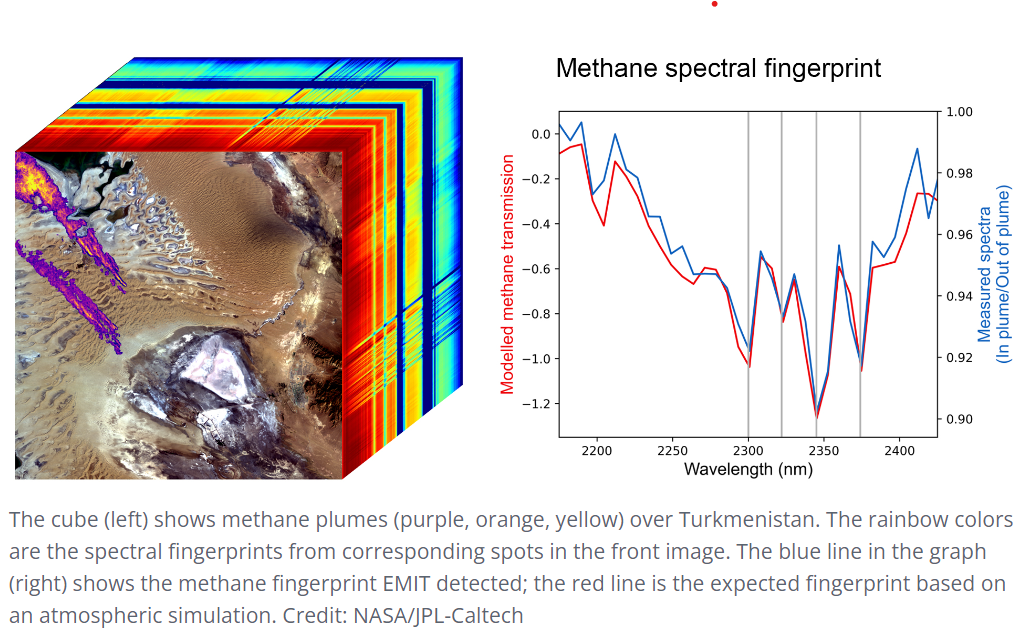 Methane spectral fingerprint
0.0
−0.2
−0.4
−0.6
−0.8
−1.0
−1.2
Modelled methane transmission
1.00
0.98
0.96
0.94
0.92
0.90
Measured spectra
(In plume/Out of plume)
2200
2250
2300
2350
2400
Wavelength (nm)
The cube (left) shows methane plumes (purple, orange, yellow) over Turkmenistan. The rainbow colors
are the spectral fingerprints from corresponding spots in the front image. The blue line in the graph
(right) shows the methane fingerprint EMIT detected; the red line is the expected fingerprint based on
an atmospheric simulation. Credit: NASA/JPL-Caltech